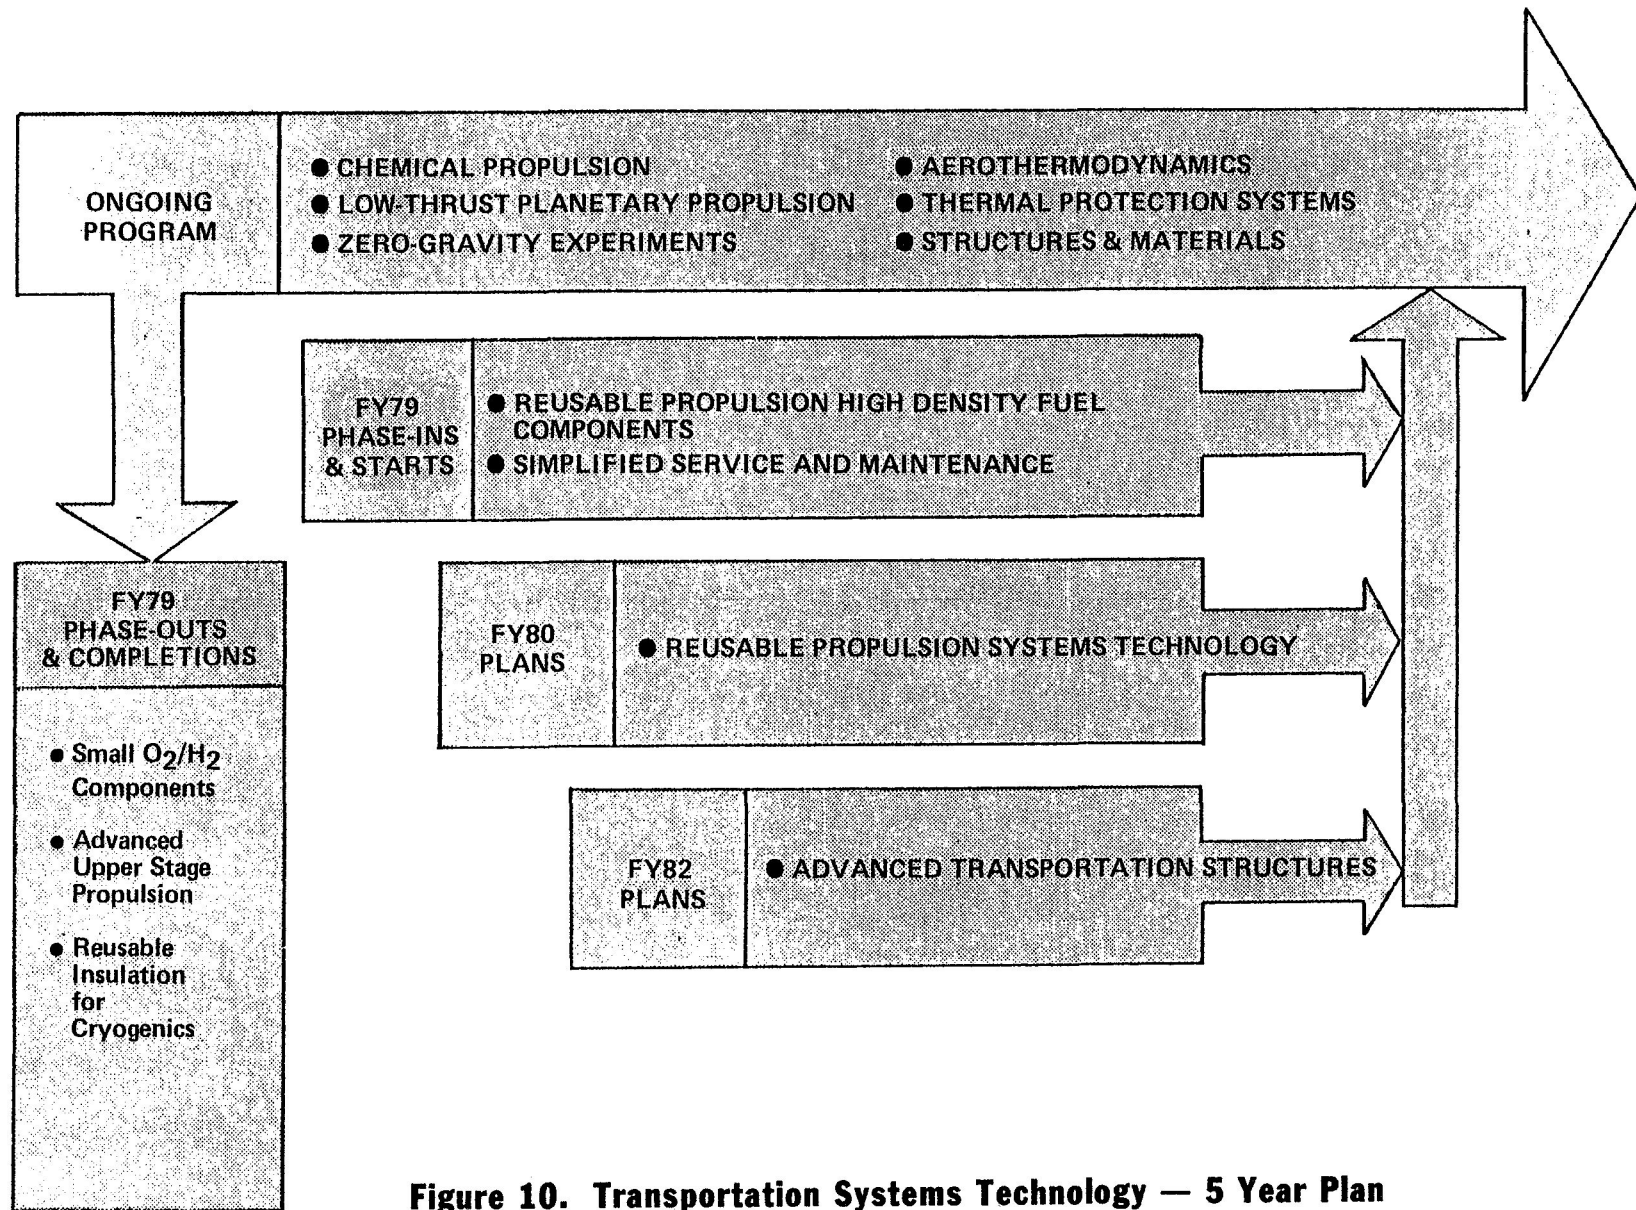 ONGOING
PROGRAM
● CHEMICAL PROPULSION
● LOW-THRUST PLANETARY PROPULSION
● ZERO-GRAVITY EXPERIMENTS
● AEROTHERMODYNAMICS
● THERMAL PROTECTION SYSTEMS
● STRUCTURES & MATERIALS
FY79
PHASE-INS
& STARTS
● REUSABLE PROPULSION HIGH DENSITY FUEL
COMPONENTS
● SIMPLIFIED SERVICE AND MAINTENANCE
FY79
PHASE-OUTS
& COMPLETIONS
● Small O2/H2
Components
● Advanced
Upper Stage
Propulsion
● Reusable
Insulation
for
Cryogenics
FY80
PLANS
● REUSABLE PROPULSION SYSTEMS TECHNOLOGY
FY82
PLANS
● ADVANCED TRANSPORTATION STRUCTURES
Figure 10. Transportation Systems Technology — 5 Year Plan